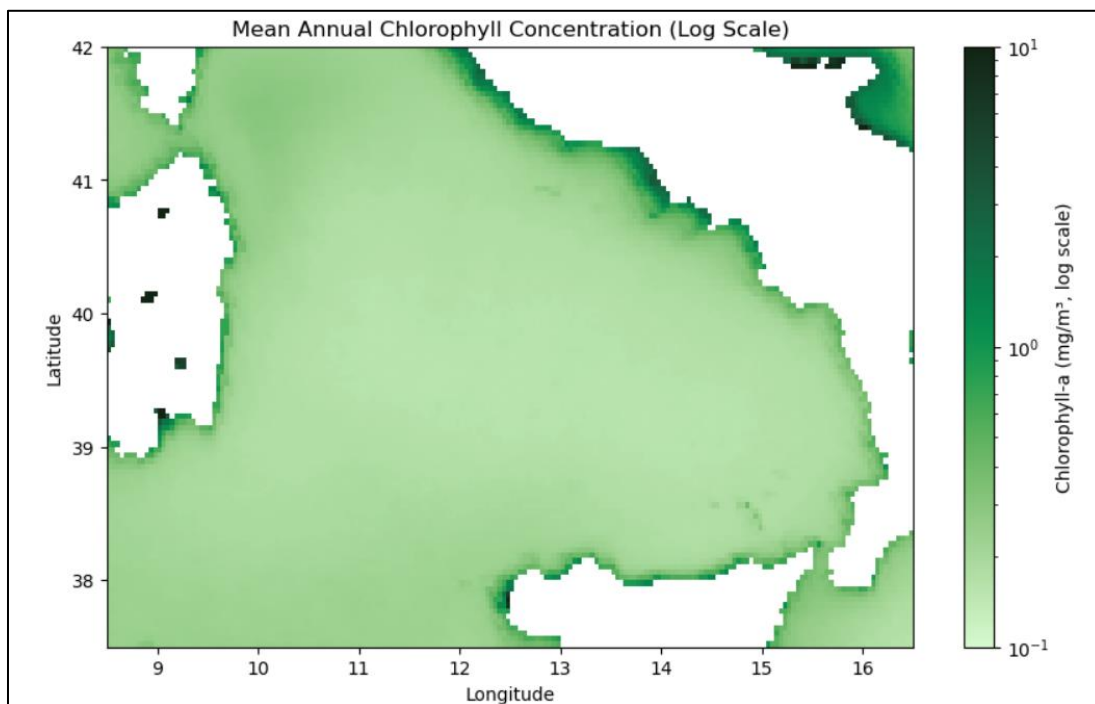 Mean Annual Chlorophyll Concentration (Log Scale)
42
41
40
39
38
Latitude
9 10 11 12 13 14 15 16
Longitude
10¹
10⁰
10⁻¹
Chlorophyll-a (mg/m³, log scale)